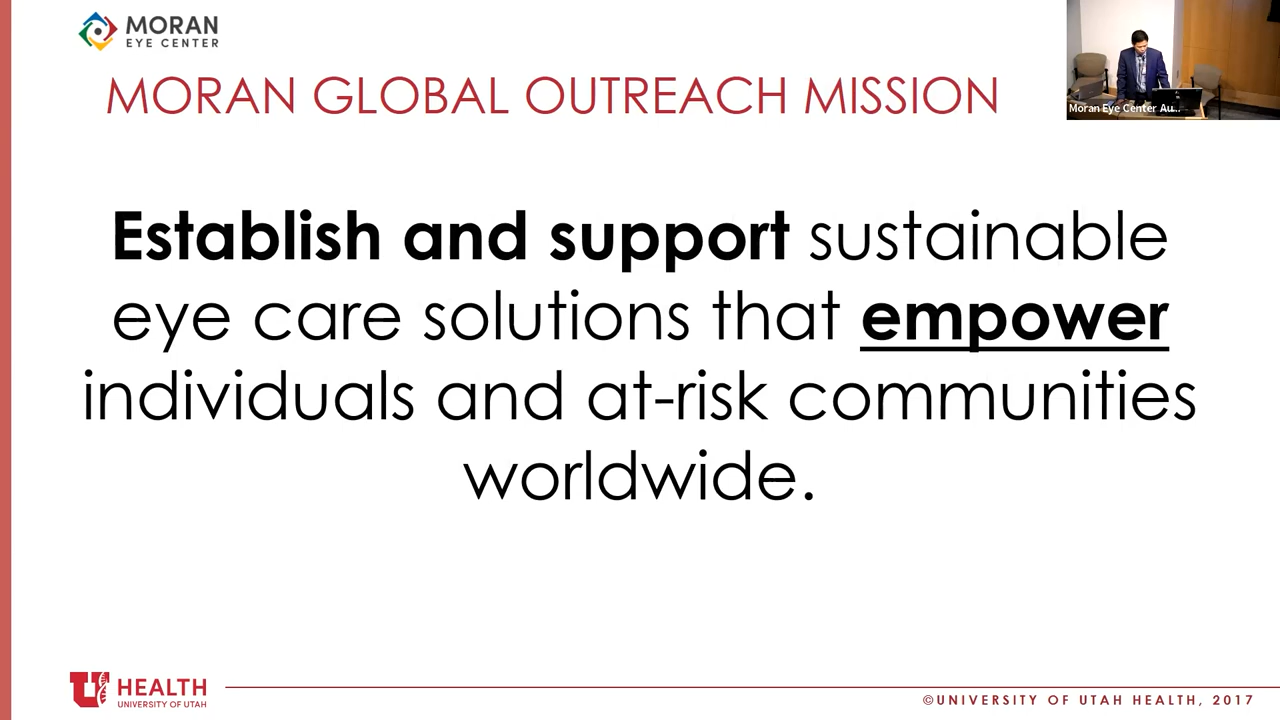 MORAN
EYE CENTER
MORAN GLOBAL OUTREACH MISSION
Moran Eye Center Au...
Establish and support sustainable
eye care solutions that empower
individuals and at-risk communities
worldwide.
U HEALTH
UNIVERSITY OF UTAH
©UNIVERSITY OF UTAH HEALTH, 2017